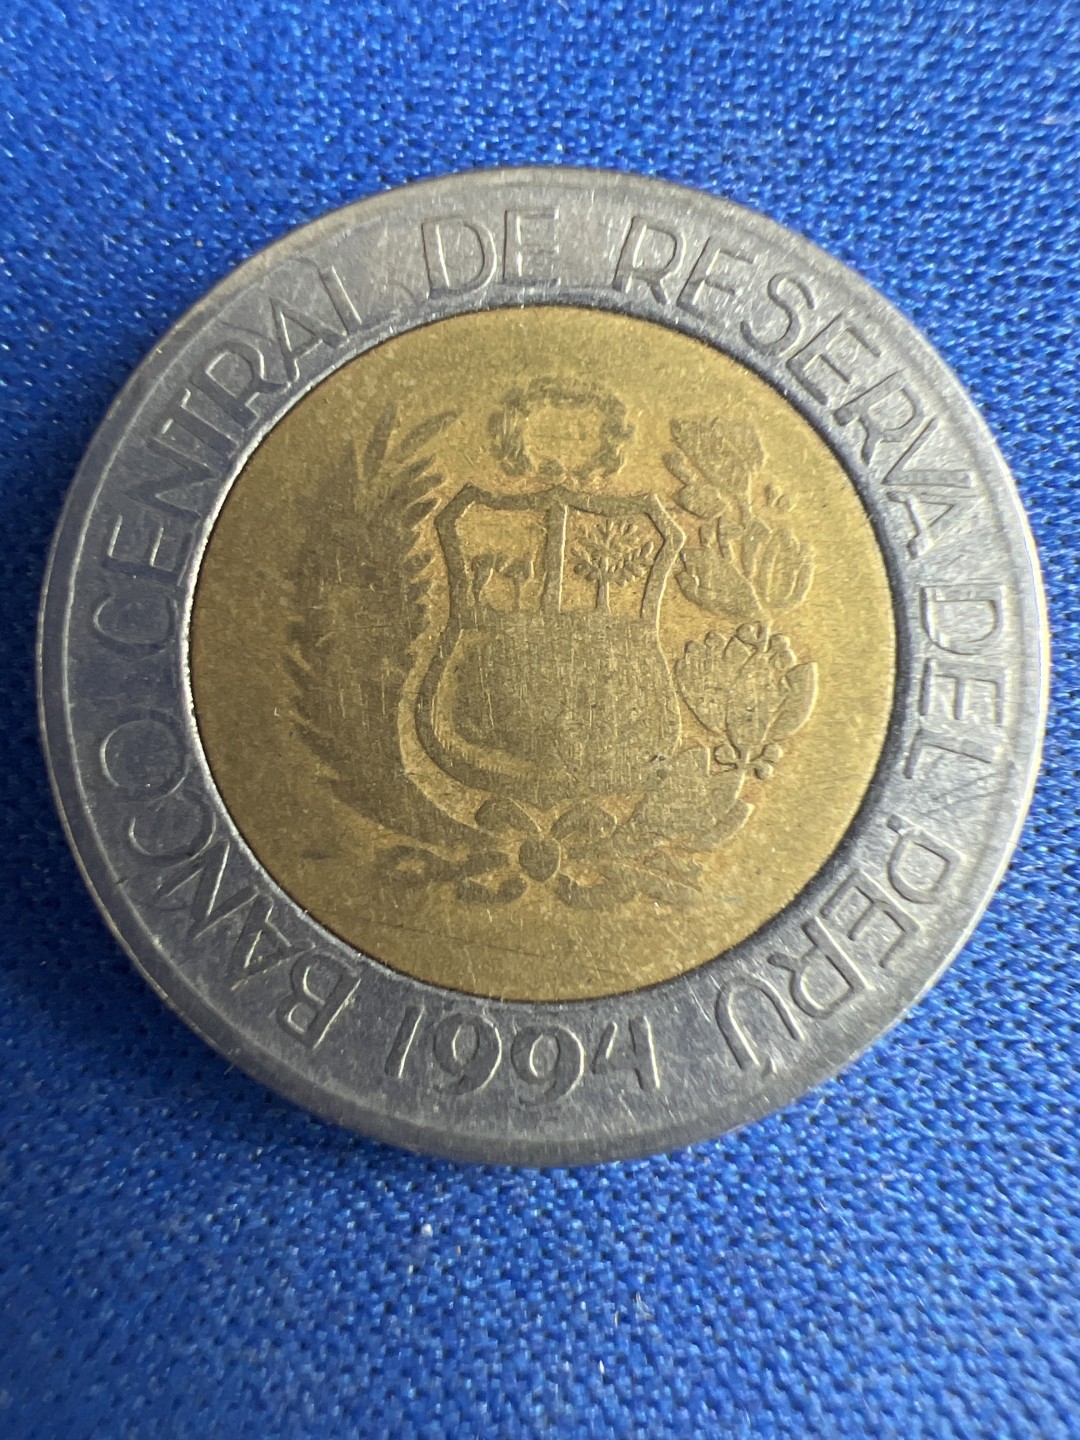 BANCO CENTRAL DE RESERVA DEL PERÚ
1994